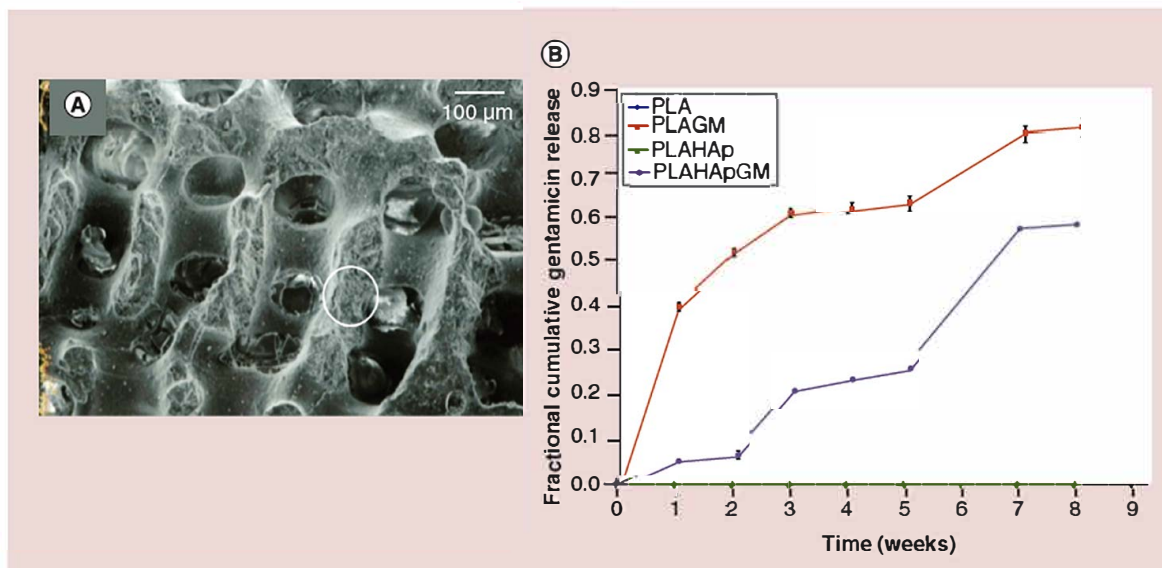 A
100 µm
B
Fractional cumulative gentamicin release
0.9
0.8
0.7
0.6
0.5
0.4
0.3
0.2
0.1
0.0
PLA
PLAGM
PLAHAp
PLAHApGM
0 1 2 3 4 5 6 7 8 9
Time (weeks)